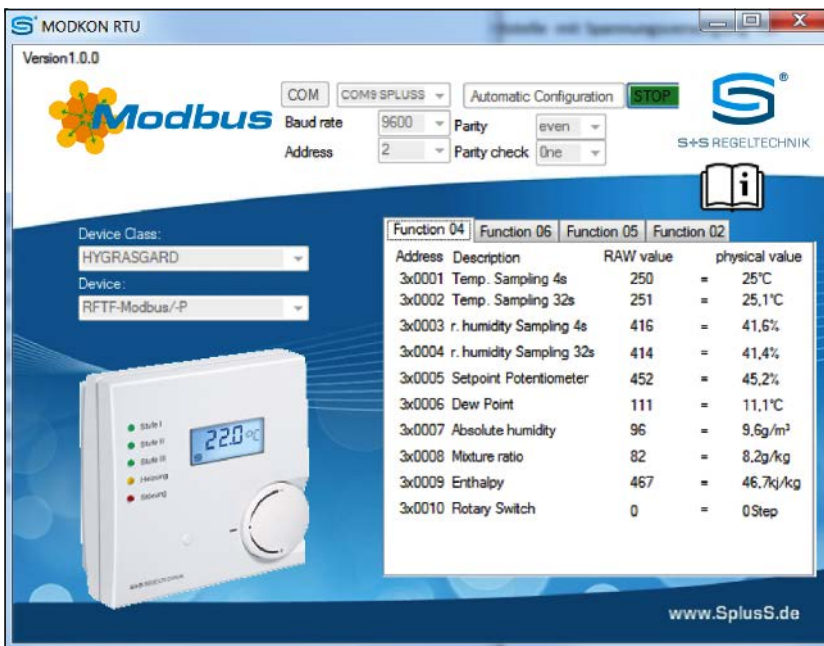 MODKON RTU
Version1.0.0
Modbus
COM COM9 SPLUSS Automatic Configuration STOP
Baud rate 9600 Parity even
Address 2 Parity check One
S+S REGELTECHNIK
Device Class:
HYGRASGARD
Device:
RFTF-Modbus/-P
Stufe I
Stufe II
Stufe III
Heizung
Störung
22.0 °C
Function 04 Function 06 Function 05 Function 02
Address Description RAW value physical value
3x0001 Temp. Sampling 4s 250 = 25°C
3x0002 Temp. Sampling 32s 251 = 25,1°C
3x0003 r. humidity Sampling 4s 416 = 41,6%
3x0004 r. humidity Sampling 32s 414 = 41,4%
3x0005 Setpoint Potentiometer 452 = 45,2%
3x0006 Dew Point 111 = 11,1°C
3x0007 Absolute humidity 96 = 9,6g/m³
3x0008 Mixture ratio 82 = 8,2g/kg
3x0009 Enthalpy 467 = 46,7kj/kg
3x0010 Rotary Switch 0 = 0Step
S+S REGELTECHNIK
www.SplusS.de